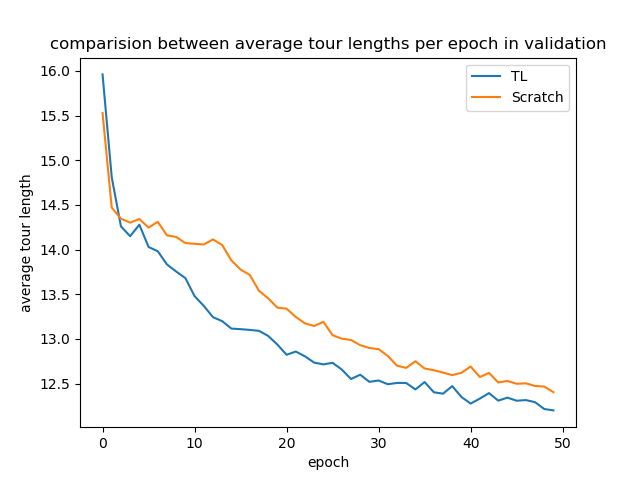 comparision between average tour lengths per epoch in validation
TL
Scratch
average tour length
16.0
15.5
15.0
14.5
14.0
13.5
13.0
12.5
0
10
20
30
40
50
epoch